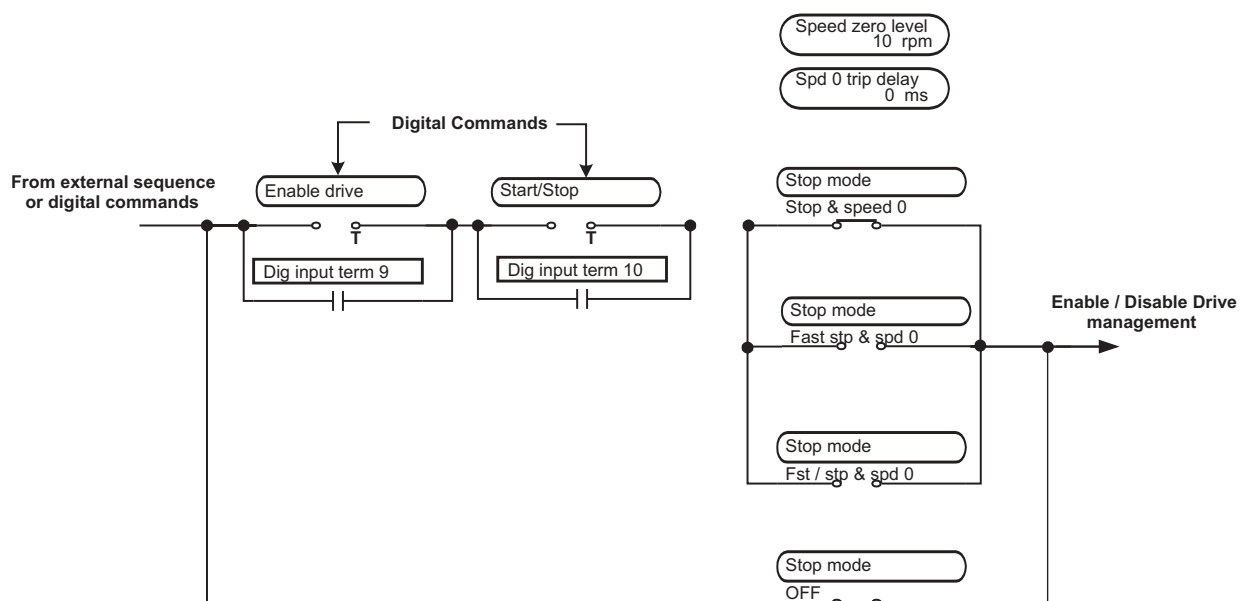 Speed zero level
10 rpm
Spd 0 trip delay
0 ms
Digital Commands
From external sequence
or digital commands
Enable drive
Start/Stop
Stop mode
Stop & speed 0
T
T
Dig input term 9
Dig input term 10
Stop mode
Fast stp & spd 0
Enable / Disable Drive
management
Stop mode
Fst / stp & spd 0
Stop mode
OFF